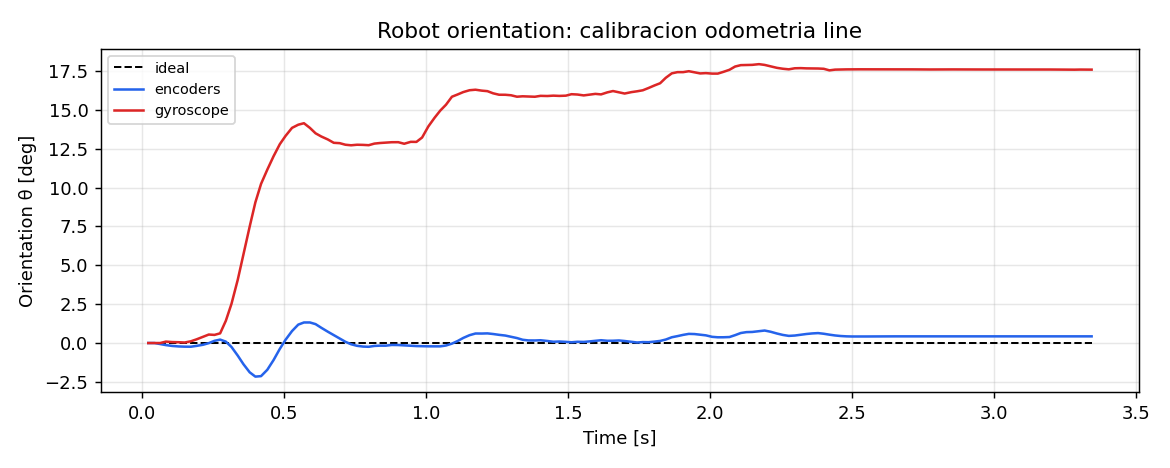 Robot orientation: calibracion odometria line
ideal
encoders
gyroscope
Orientation θ [deg]
17.5
15.0
12.5
10.0
7.5
5.0
2.5
0.0
−2.5
0.0 0.5 1.0 1.5 2.0 2.5 3.0 3.5
Time [s]